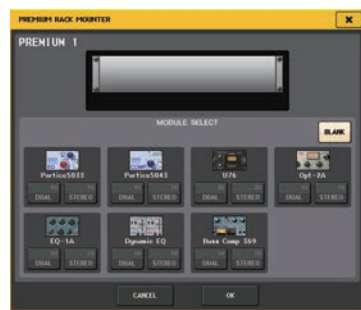 PREMIUM RACK MOUNTER
PREMIUM 1
MODULE SELECT
BLANK
Portico5033 Portico5043 U76 Opt-2A
DUAL STEREO DUAL STEREO DUAL STEREO DUAL STEREO
EQ-1A Dynamic EQ Buss Comp 369
DUAL STEREO DUAL STEREO DUAL STEREO
CANCEL OK